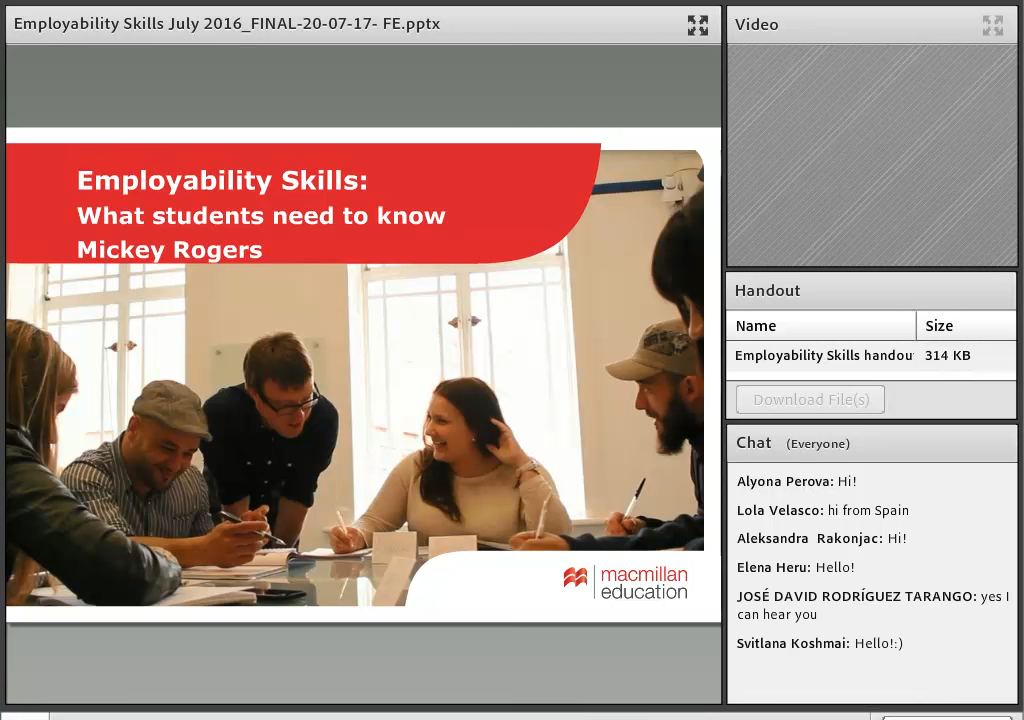 Employability Skills July 2016_FINAL-20-07-17- FE.pptx
Employability Skills:
What students need to know
Mickey Rogers
macmillan
education
Video
Handout
Name Size
Employability Skills handou 314 KB
Download File(s)
Chat (Everyone)
Alyona Perova: Hi!
Lola Velasco: hi from Spain
Aleksandra Rakonjac: Hi!
Elena Heru: Hello!
JOSÉ DAVID RODRÍGUEZ TARANGO: yes I
can hear you
Svitlana Koshmai: Hello!:)